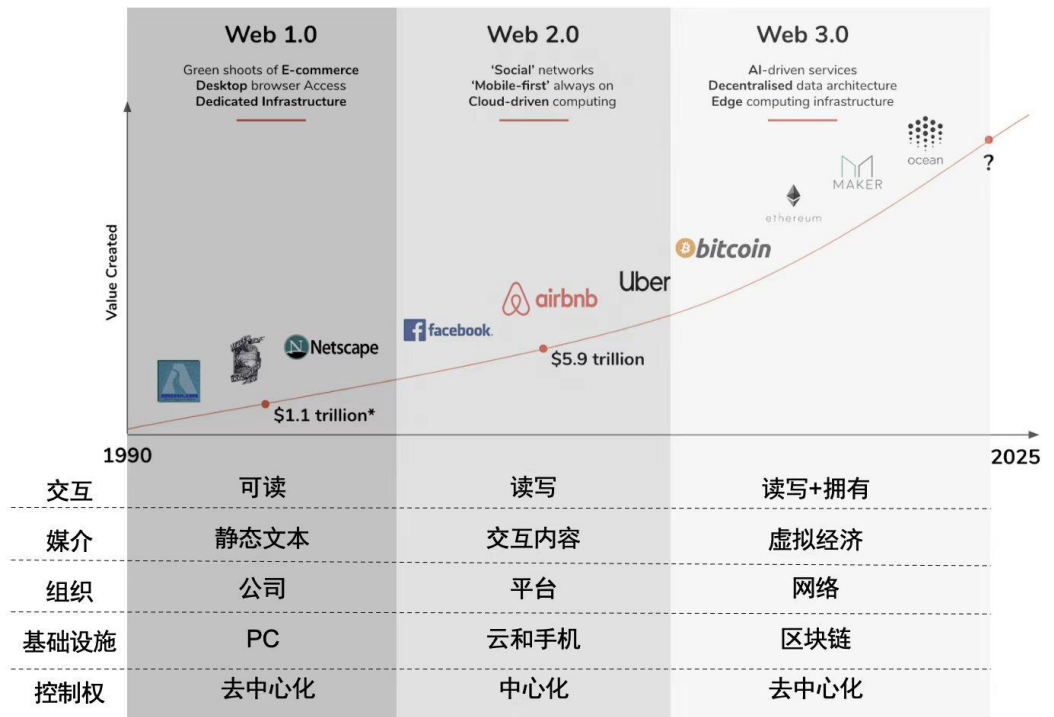 Web 1.0
Green shoots of E-commerce
Desktop browser Access
Dedicated Infrastructure
Web 2.0
‘Social’ networks
‘Mobile-first’ always on
Cloud-driven computing
Web 3.0
AI-driven services
Decentralised data architecture
Edge computing infrastructure
Value Created
N Netscape
$1.1 trillion*
f facebook.
airbnb
Uber
$5.9 trillion
bitcoin
ethereum
MAKER
ocean
?
1990
2025
交互 可读 读写 读写+拥有
媒介 静态文本 交互内容 虚拟经济
组织 公司 平台 网络
基础设施 PC 云和手机 区块链
控制权 去中心化 中心化 去中心化